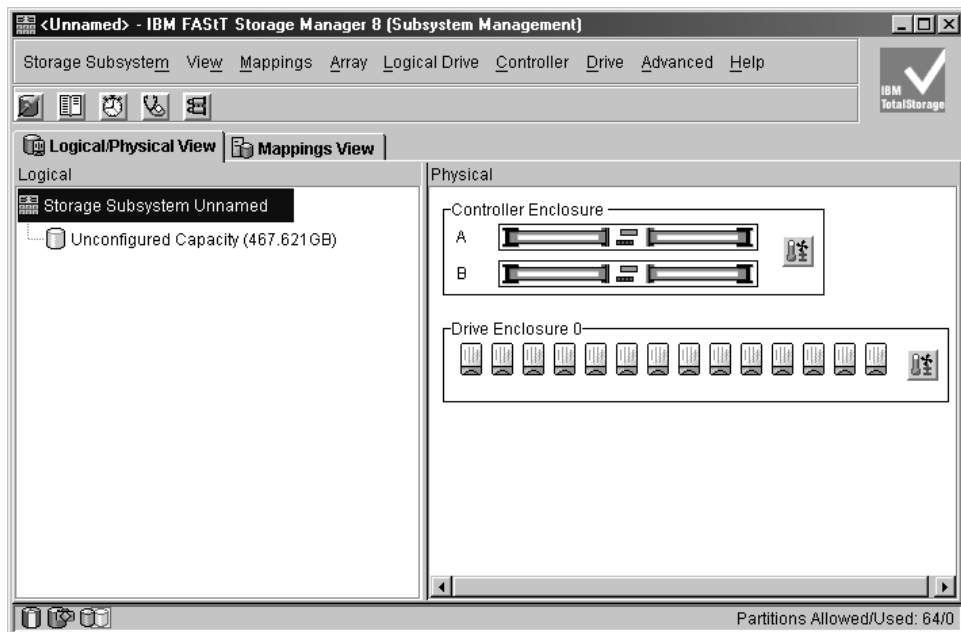 <Unnamed> - IBM FAStT Storage Manager 8 (Subsystem Management)
Storage Subsystem View Mappings Array Logical Drive Controller Drive Advanced Help
IBM
TotalStorage
Logical/Physical View Mappings View
Logical
Storage Subsystem Unnamed
Unconfigured Capacity (467.621GB)
Physical
Controller Enclosure
A
B
Drive Enclosure 0
Partitions Allowed/Used: 64/0